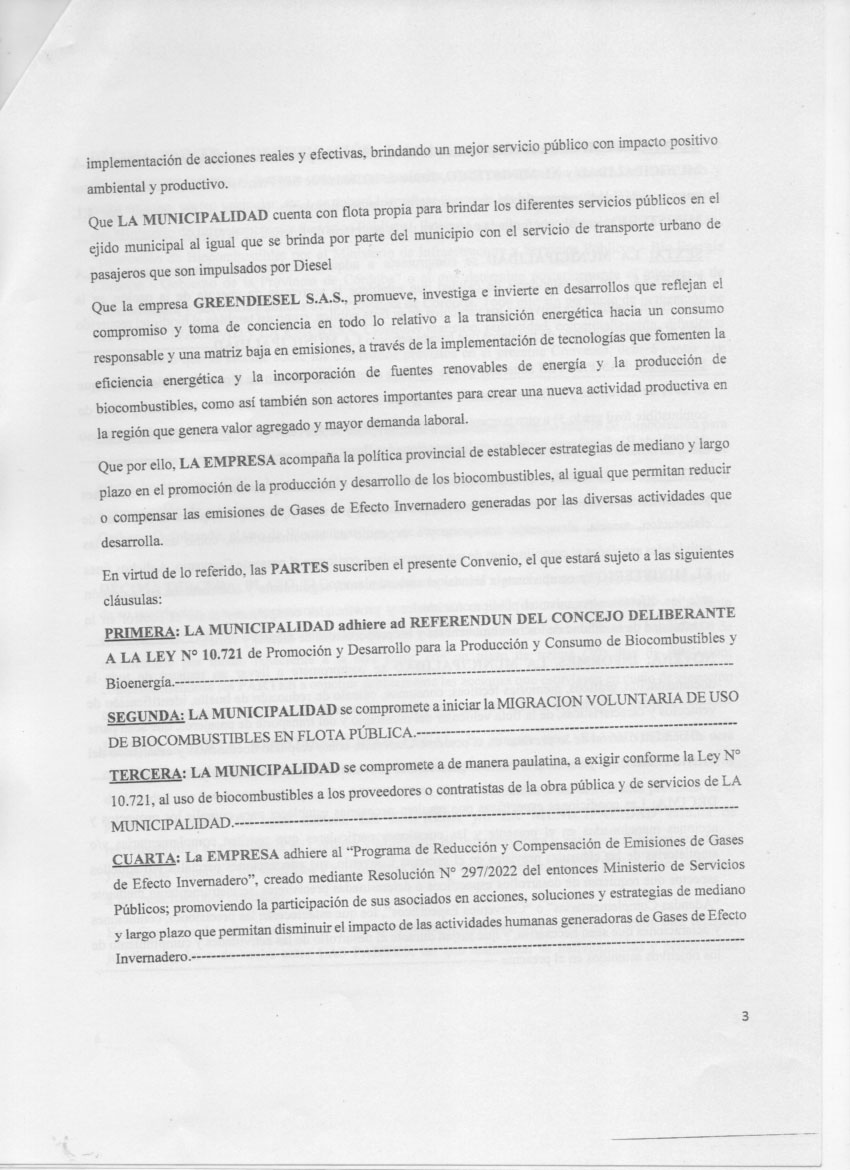 implementación de acciones reales y efectivas, brindando un mejor servicio público con impacto positivo
ambiental y productivo.
Que LA MUNICIPALIDAD cuenta con flota propia para brindar los diferentes servicios públicos en el
ejido municipal al igual que se brinda por parte del municipio con el servicio de transporte urbano de
pasajeros que son impulsados por Diesel
Que la empresa GREENDIESEL S.A.S., promueve, investiga e invierte en desarrollos que reflejan el
compromiso y toma de conciencia en todo lo relativo a la transición energética hacia un consumo
responsable y una matriz baja en emisiones, a través de la implementación de tecnologías que fomenten la
eficiencia energética y la incorporación de fuentes renovables de energía y la producción de
biocombustibles, como así también son actores importantes para crear una nueva actividad productiva en
la región que genera valor agregado y mayor demanda laboral.
Que por ello, LA EMPRESA acompaña la política provincial de establecer estrategias de mediano y largo
plazo en el promoción de la producción y desarrollo de los biocombustibles, al igual que permitan reducir
o compensar las emisiones de Gases de Efecto Invernadero generadas por las diversas actividades que
desarrolla.
En virtud de lo referido, las PARTES suscriben el presente Convenio, el que estará sujeto a las siguientes
cláusulas:
PRIMERA: LA MUNICIPALIDAD adhiere ad REFERENDUN DEL CONCEJO DELIBERANTE
A LA LEY N° 10.721 de Promoción y Desarrollo para la Producción y Consumo de Biocombustibles y
Bioenergía.--------------------------------------------------------------------------------
SEGUNDA: LA MUNICIPALIDAD se compromete a iniciar la MIGRACION VOLUNTARIA DE USO
DE BIOCOMBUSTIBLES EN FLOTA PÚBLICA.----------------------------------------------
TERCERA: LA MUNICIPALIDAD se compromete a de manera paulatina, a exigir conforme la Ley N°
10.721, al uso de biocombustibles a los proveedores o contratistas de la obra pública y de servicios de LA
MUNICIPALIDAD.------------------------------------------------------------------------
CUARTA: La EMPRESA adhiere al “Programa de Reducción y Compensación de Emisiones de Gases
de Efecto Invernadero”, creado mediante Resolución N° 297/2022 del entonces Ministerio de Servicios
Públicos; promoviendo la participación de sus asociados en acciones, soluciones y estrategias de mediano
y largo plazo que permitan disminuir el impacto de las actividades humanas generadoras de Gases de Efecto
Invernadero.------------------------------------------------------------------------------
3